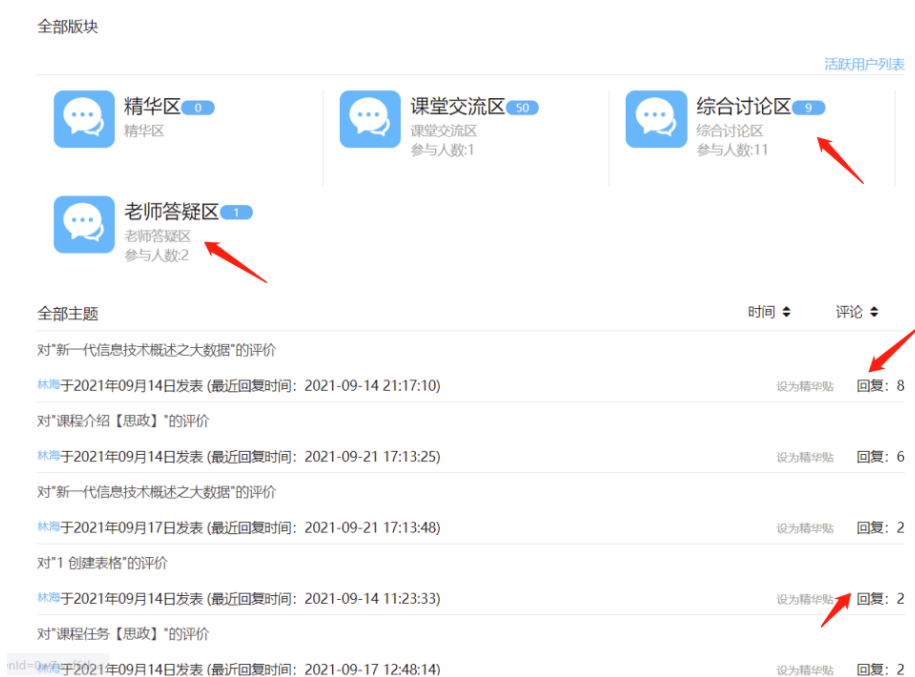 全部版块
活跃用户列表
精华区 0
精华区
课堂交流区 50
课堂交流区
参与人数:1
综合讨论区 9
综合讨论区
参与人数:11
老师答疑区 1
老师答疑区
参与人数:2
全部主题 时间 评论
对"新一代信息技术概述之大数据"的评价
林海于2021年09月14日发表 (最近回复时间：2021-09-14 21:17:10) 设为精华贴 回复：8
对"课程介绍【思政】"的评价
林海于2021年09月14日发表 (最近回复时间：2021-09-21 17:13:25) 设为精华贴 回复：6
对"新一代信息技术概述之大数据"的评价
林海于2021年09月17日发表 (最近回复时间：2021-09-21 17:13:48) 设为精华贴 回复：2
对"1 创建表格"的评价
林海于2021年09月14日发表 (最近回复时间：2021-09-14 11:23:33) 设为精华贴 回复：2
对"课程任务【思政】"的评价
林海于2021年09月14日发表 (最近回复时间：2021-09-17 12:48:14) 设为精华贴 回复：2